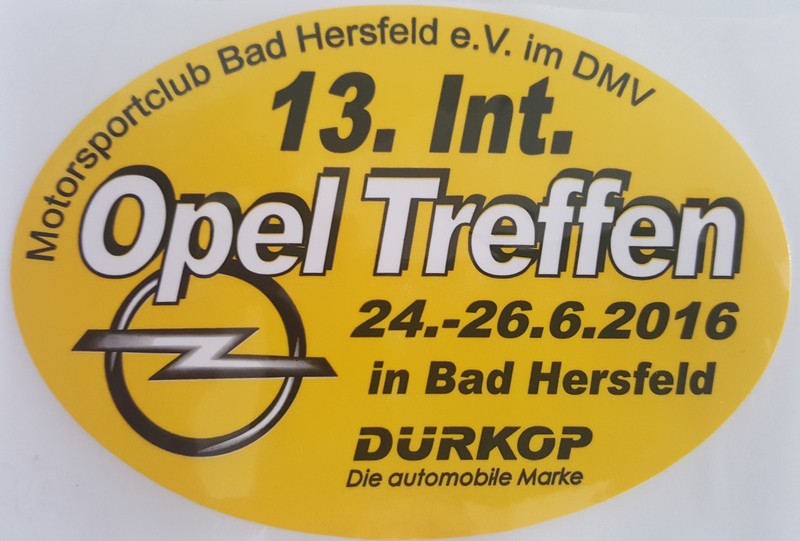 Motorsportclub Bad Hersfeld e.V. im DMV
13. Int.
Opel Treffen
24.-26.6.2016
in Bad Hersfeld
DÜRKOP
Die automobile Marke